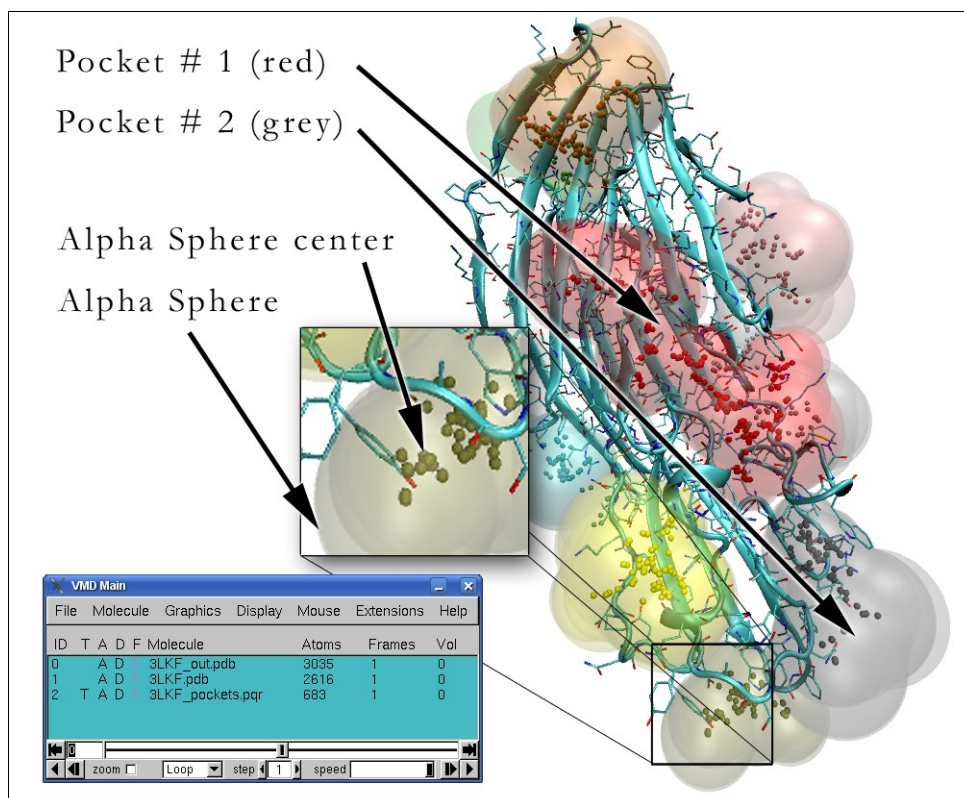 Pocket # 1 (red)
Pocket # 2 (grey)
Alpha Sphere center
Alpha Sphere
VMD Main
File Molecule Graphics Display Mouse Extensions Help
ID T A D F Molecule Atoms Frames Vol
0 A D F 3LKF_out.pdb 3035 1 0
1 A D F 3LKF.pdb 2616 1 0
2 T A D F 3LKF_pockets.pqr 683 1 0
0
zoom Loop step 1 speed